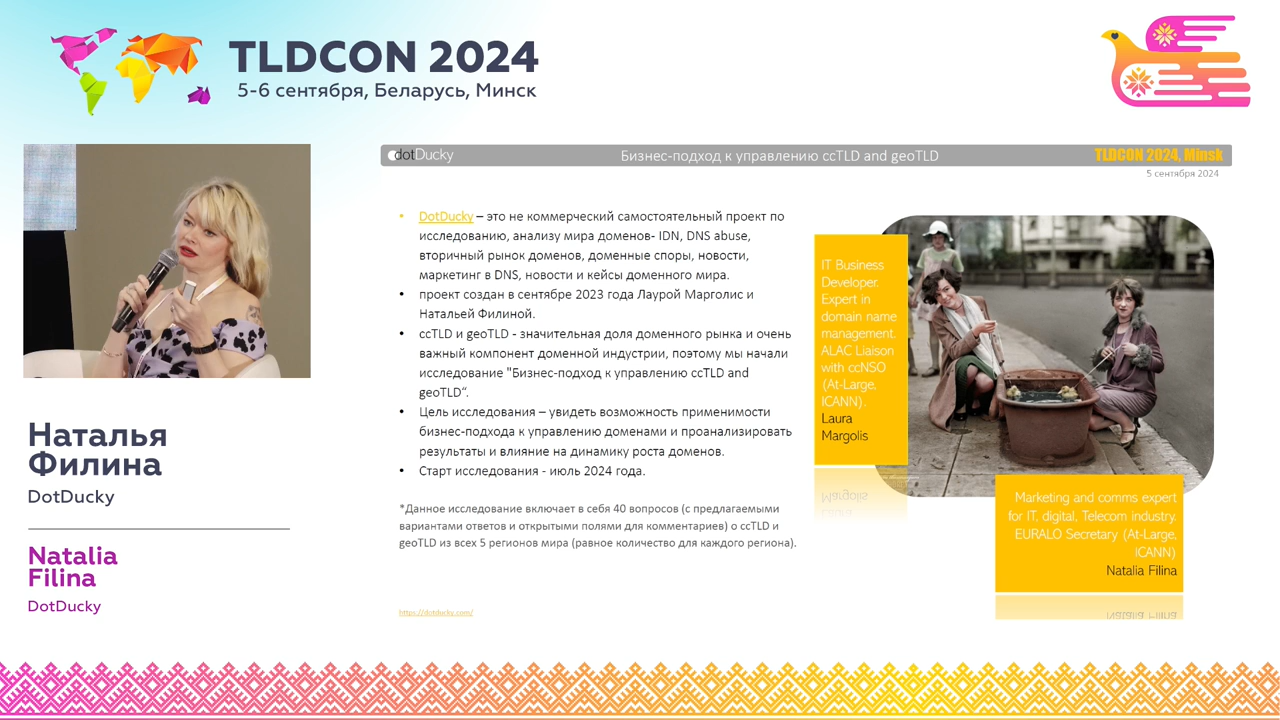 TLDCON 2024
5-6 сентября, Беларусь, Минск
dotDucky
Бизнес-подход к управлению ccTLD and geoTLD
TLDCON 2024, Minsk
5 сентября 2024
• DotDucky – это не коммерческий самостоятельный проект по
исследованию, анализу мира доменов- IDN, DNS abuse,
вторичный рынок доменов, доменные споры, новости,
маркетинг в DNS, новости и кейсы доменного мира.
• проект создан в сентябре 2023 года Лаурой Марголис и
Натальей Филиной.
• ccTLD и geoTLD - значительная доля доменного рынка и очень
важный компонент доменной индустрии, поэтому мы начали
исследование "Бизнес-подход к управлению ccTLD and
geoTLD“.
• Цель исследования – увидеть возможность применимости
бизнес-подхода к управлению доменами и проанализировать
результаты и влияние на динамику роста доменов.
• Старт исследования - июль 2024 года.
*Данное исследование включает в себя 40 вопросов (с предлагаемыми
вариантами ответов и открытыми полями для комментариев) о ccTLD и
geoTLD из всех 5 регионов мира (равное количество для каждого региона).
https://dotducky.com/
IT Business
Developer.
Expert in
domain name
management.
ALAC Liaison
with ccNSO
(At-Large,
ICANN).
Laura
Margolis
Marketing and comms expert
for IT, digital, Telecom industry.
EURALO Secretary (At-Large,
ICANN)
Natalia Filina
Наталья
Филина
DotDucky
Natalia
Filina
DotDucky